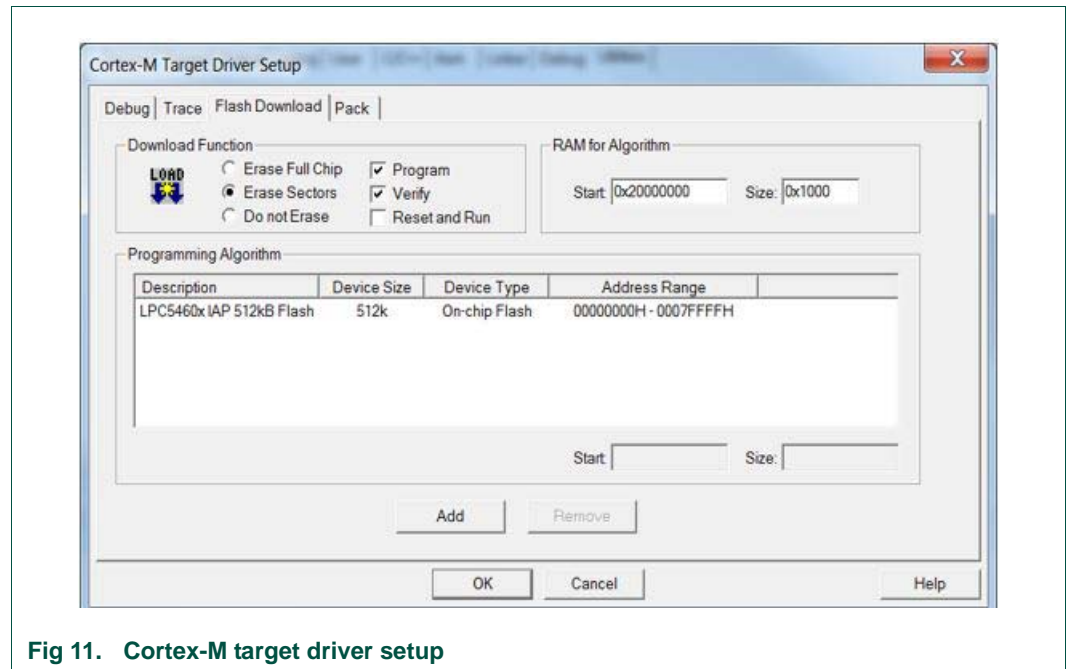 Cortex-M Target Driver Setup
Debug Trace Flash Download Pack
Download Function
LOAD
Erase Full Chip
Erase Sectors
Do not Erase
Program
Verify
Reset and Run
RAM for Algorithm
Start: 0x20000000 Size: 0x1000
Programming Algorithm
Description Device Size Device Type Address Range
LPC5460x IAP 512kB Flash 512k On-chip Flash 00000000H - 0007FFFFH
Start: Size:
Add Remove
OK Cancel Help
Fig 11. Cortex-M target driver setup